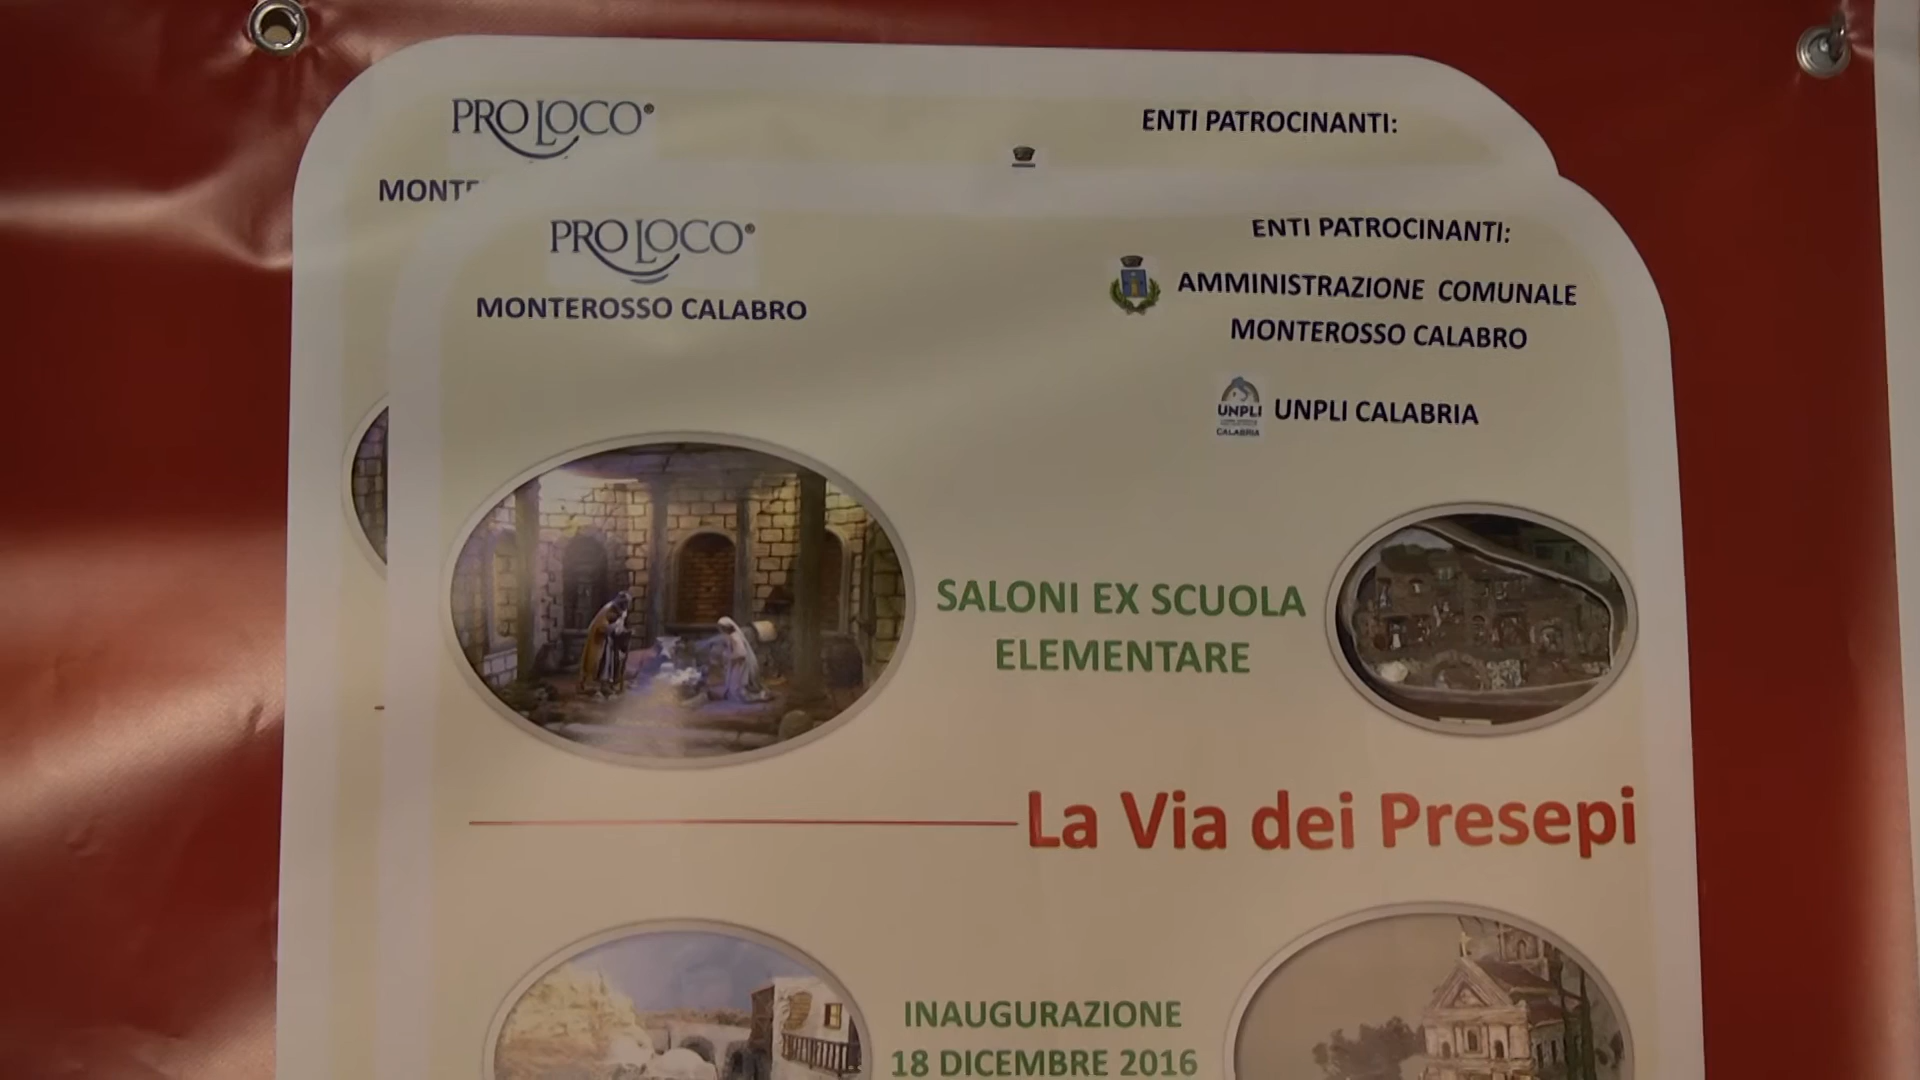 PRO LOCO®
ENTI PATROCINANTI:
PRO LOCO®
MONTEROSSO CALABRO
ENTI PATROCINANTI:
AMMINISTRAZIONE COMUNALE
MONTEROSSO CALABRO
UNPLI
CALABRIA
UNPLI CALABRIA
SALONI EX SCUOLA
ELEMENTARE
La Via dei Presepi
INAUGURAZIONE
18 DICEMBRE 2016